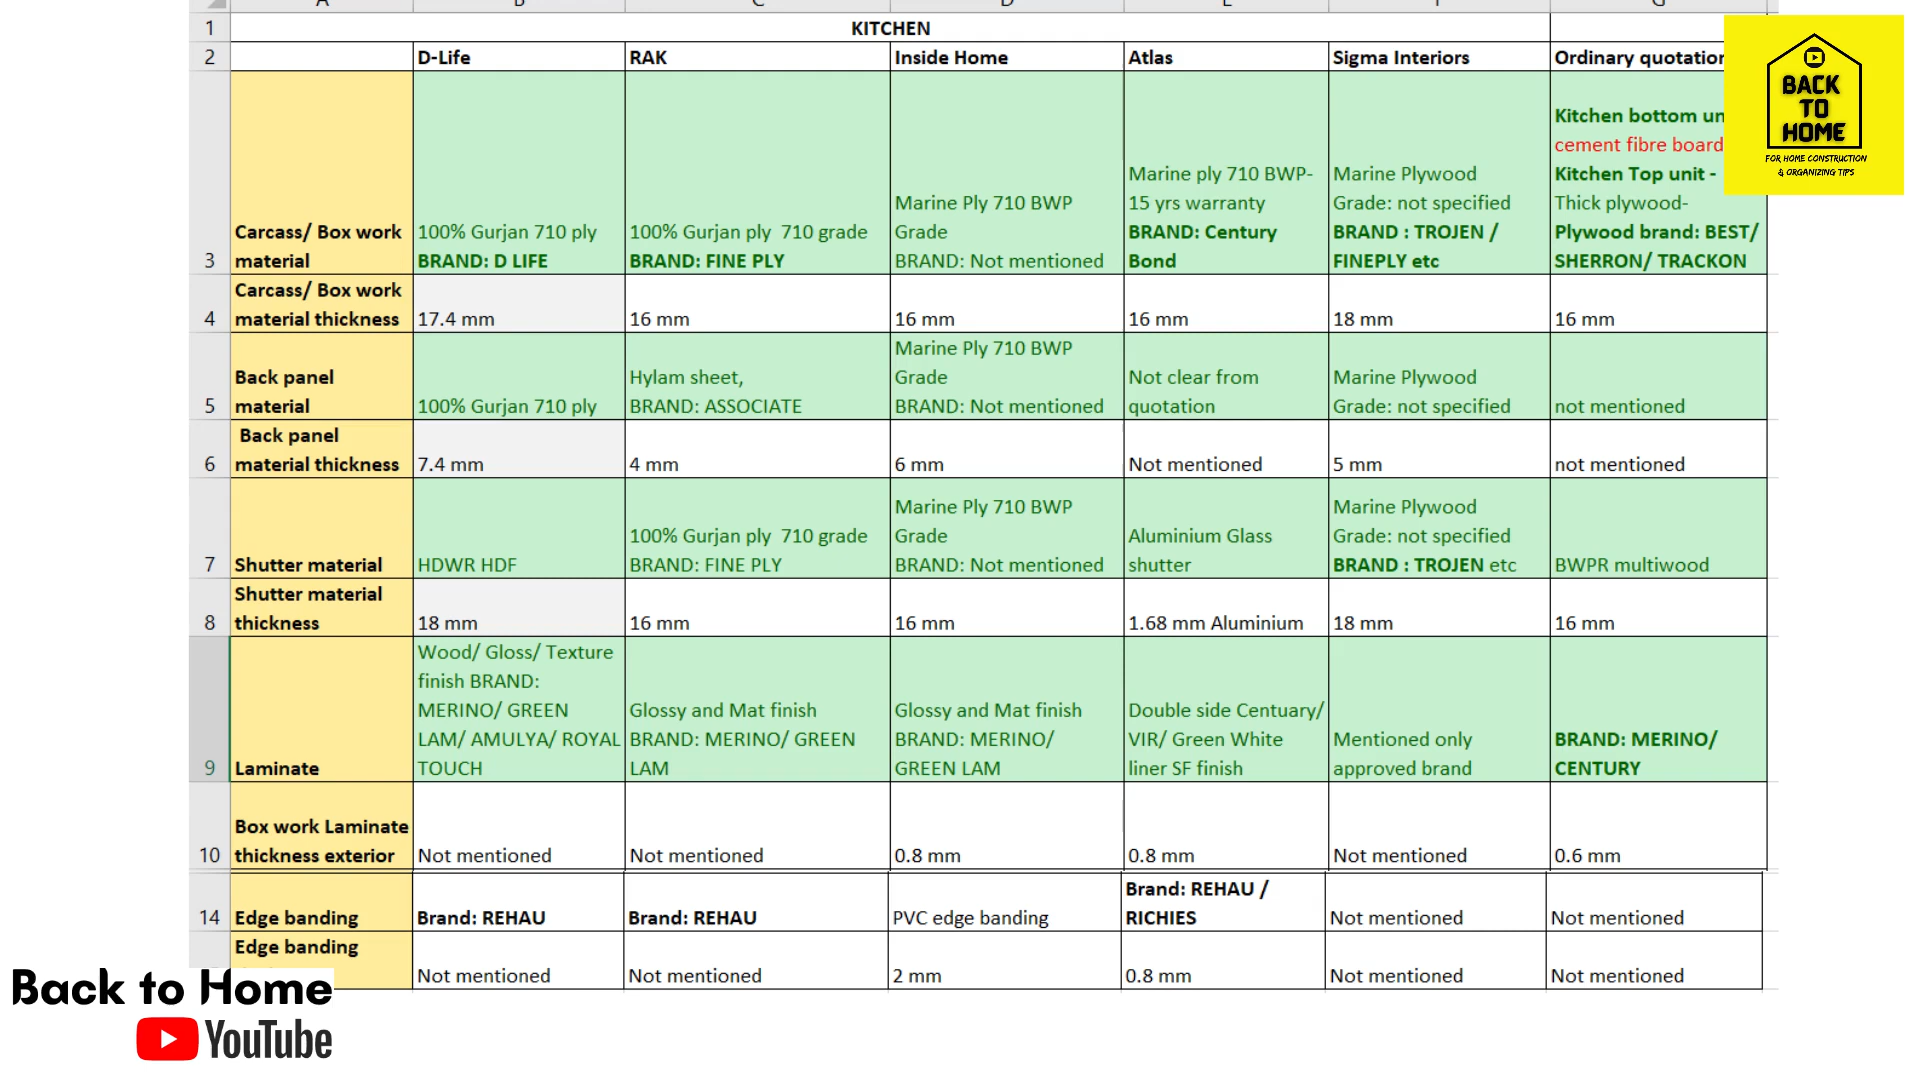 KITCHEN
D-Life RAK Inside Home Atlas Sigma Interiors Ordinary quotation
1
2
3
Carcass/ Box work
material
100% Gurjan 710 ply
BRAND: D LIFE
100% Gurjan ply 710 grade
BRAND: FINE PLY
Marine Ply 710 BWP
Grade
BRAND: Not mentioned
Marine ply 710 BWP-
15 yrs warranty
BRAND: Century
Bond
Marine Plywood
Grade: not specified
BRAND : TROJEN /
FINEPLY etc
Kitchen bottom
cement fibre board
Kitchen Top unit -
Thick plywood-
Plywood brand: BEST/
SHERRON/ TRACKON
4
Carcass/ Box work
material thickness
17.4 mm
16 mm
16 mm
16 mm
18 mm
16 mm
5
Back panel
material
100% Gurjan 710 ply
Hylam sheet,
BRAND: ASSOCIATE
Marine Ply 710 BWP
Grade
BRAND: Not mentioned
Not clear from
quotation
Marine Plywood
Grade: not specified
not mentioned
6
Back panel
material thickness
7.4 mm
4 mm
6 mm
Not mentioned
5 mm
not mentioned
7
Shutter material
HDWR HDF
100% Gurjan ply 710 grade
BRAND: FINE PLY
Marine Ply 710 BWP
Grade
BRAND: Not mentioned
Aluminium Glass
shutter
Marine Plywood
Grade: not specified
BRAND : TROJEN etc
BWPR multiwood
8
Shutter material
thickness
18 mm
16 mm
16 mm
1.68 mm Aluminium
18 mm
16 mm
9
Laminate
Wood/ Gloss/ Texture
finish BRAND:
MERINO/ GREEN
LAM/ AMULYA/ ROYAL
TOUCH
Glossy and Mat finish
BRAND: MERINO/ GREEN
LAM
Glossy and Mat finish
BRAND: MERINO/
GREEN LAM
Double side Centuary/
VIR/ Green White
liner SF finish
Mentioned only
approved brand
BRAND: MERINO/
CENTURY
10
Box work Laminate
thickness exterior
Not mentioned
Not mentioned
0.8 mm
0.8 mm
Not mentioned
0.6 mm
14
Edge banding
Brand: REHAU
Brand: REHAU
PVC edge banding
Brand: REHAU /
RICHIES
Not mentioned
Not mentioned
Edge banding
Not mentioned
Not mentioned
2 mm
0.8 mm
Not mentioned
Not mentioned
BACK
TO
HOME
FOR HOME CONSTRUCTION
& ORGANIZING TIPS
Back to Home
YouTube